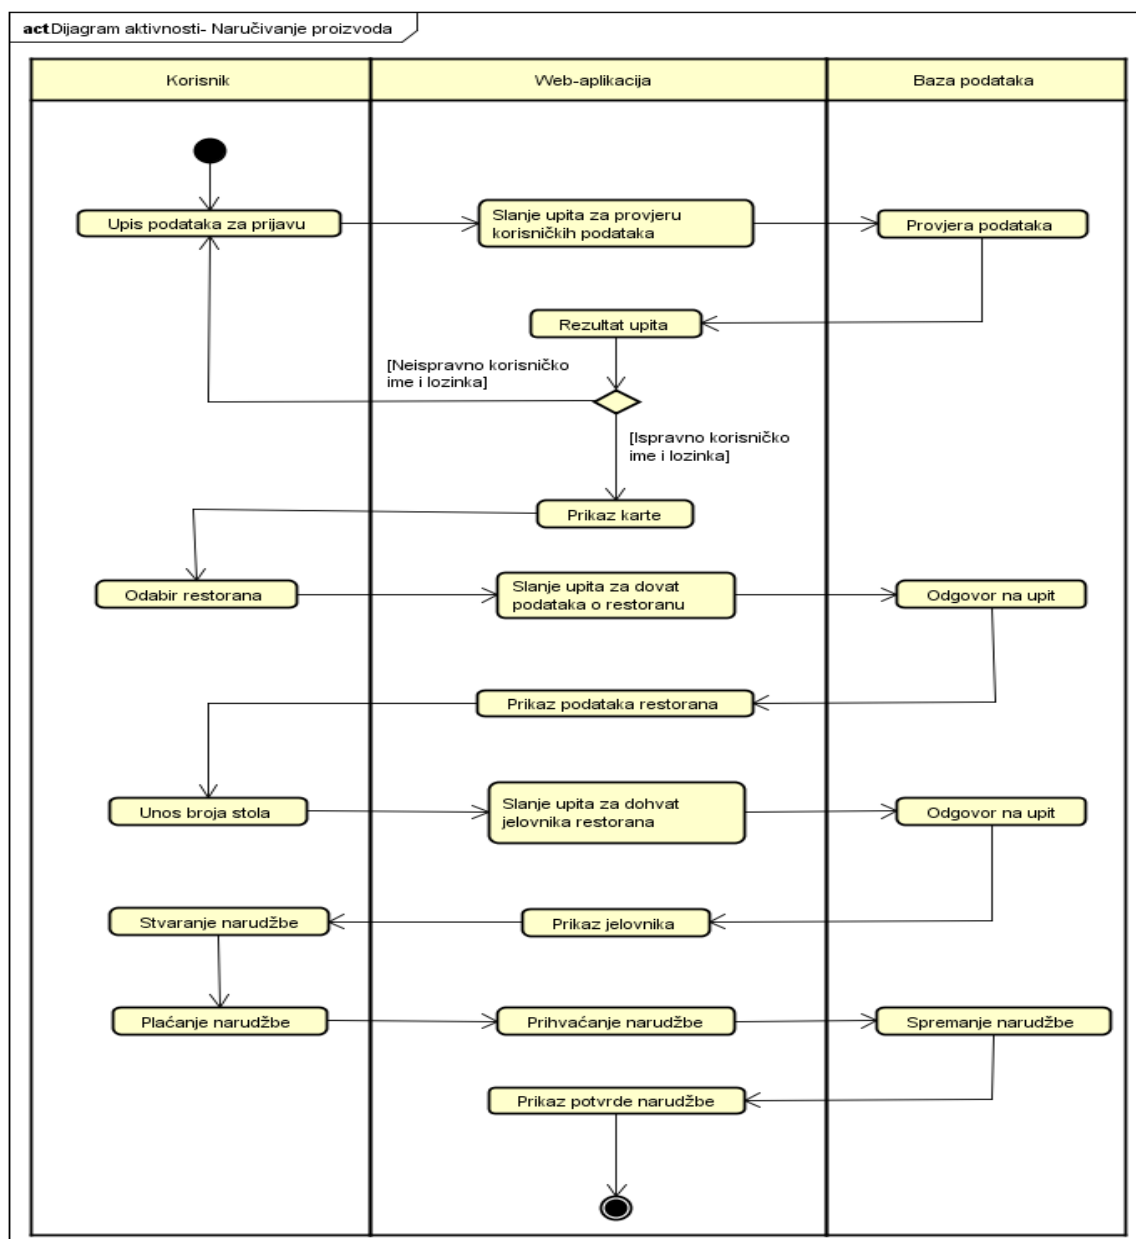 act Dijagram aktivnosti- Naručivanje proizvoda
Korisnik
Web-aplikacija
Baza podataka
Upis podataka za prijavu
Slanje upita za provjeru
korisničkih podataka
Provjera podataka
Rezultat upita
[Neispravno korisničko
ime i lozinka]
[Ispravno korisničko
ime i lozinka]
Prikaz karte
Odabir restorana
Slanje upita za dovat
podataka o restoranu
Odgovor na upit
Prikaz podataka restorana
Unos broja stola
Slanje upita za dohvat
jelovnika restorana
Odgovor na upit
Stvaranje narudžbe
Prikaz jelovnika
Plaćanje narudžbe
Prihvaćanje narudžbe
Spremanje narudžbe
Prikaz potvrde narudžbe